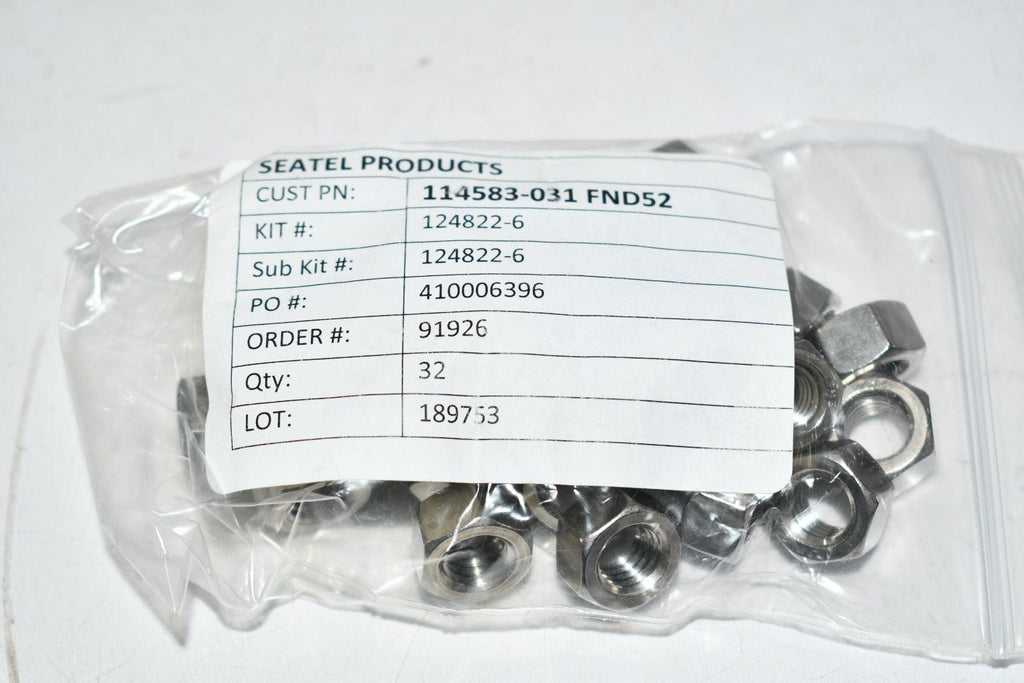 SEATEL PRODUCTS
CUST PN: 114583-031 FND52
KIT #: 124822-6
Sub Kit #: 124822-6
PO #: 410006396
ORDER #: 91926
Qty: 32
LOT: 189753